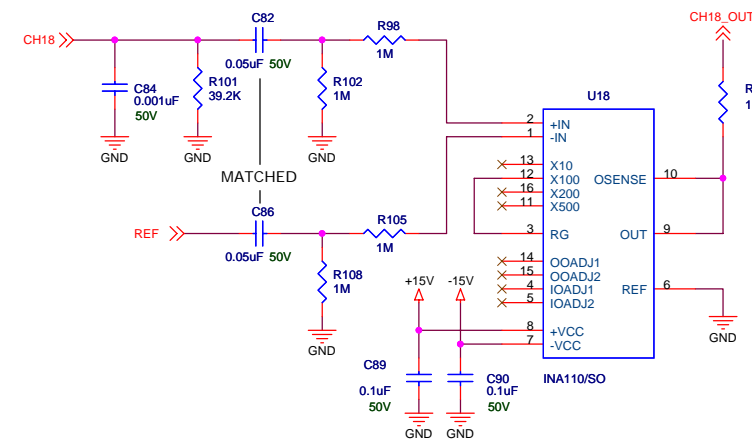 CH18
C84
0.001uF
50V
GND
R101
39.2K
GND
C82
0.05uF 50V
R102
1M
GND
R98
1M
MATCHED
REF
C86
0.05uF 50V
R108
1M
GND
R105
1M
U18
2 +IN
1 -IN
13 X10
12 X100
16 X200
11 X500
3 RG
14 OOADJ1
15 OOADJ2
4 IOADJ1
5 IOADJ2
8 +VCC
7 -VCC
OSENSE 10
OUT 9
REF 6
INA110/SO
+15V
-15V
C89
0.1uF
50V
GND
C90
0.1uF
50V
GND
CH18_OUT
R
1
GND